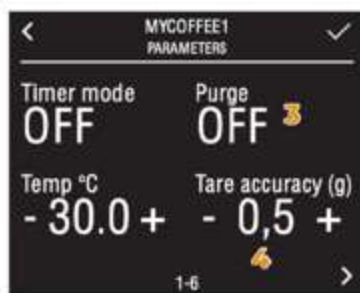 < MYCOFFEE1
PARAMETERS
Timer mode Purge
OFF OFF 3
Temp °C Tare accuracy (g)
- 30.0 + - 0,5 +
4
1-6 >